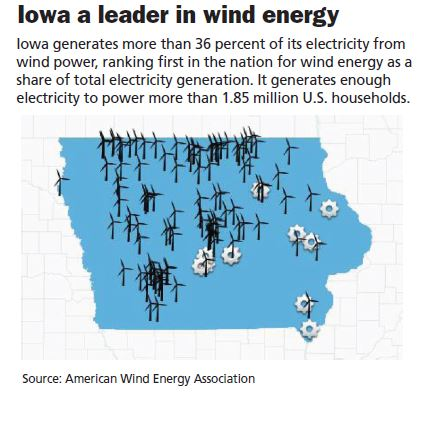 Iowa a leader in wind energy
Iowa generates more than 36 percent of its electricity from
wind power, ranking first in the nation for wind energy as a
share of total electricity generation. It generates enough
electricity to power more than 1.85 million U.S. households.
Source: American Wind Energy Association